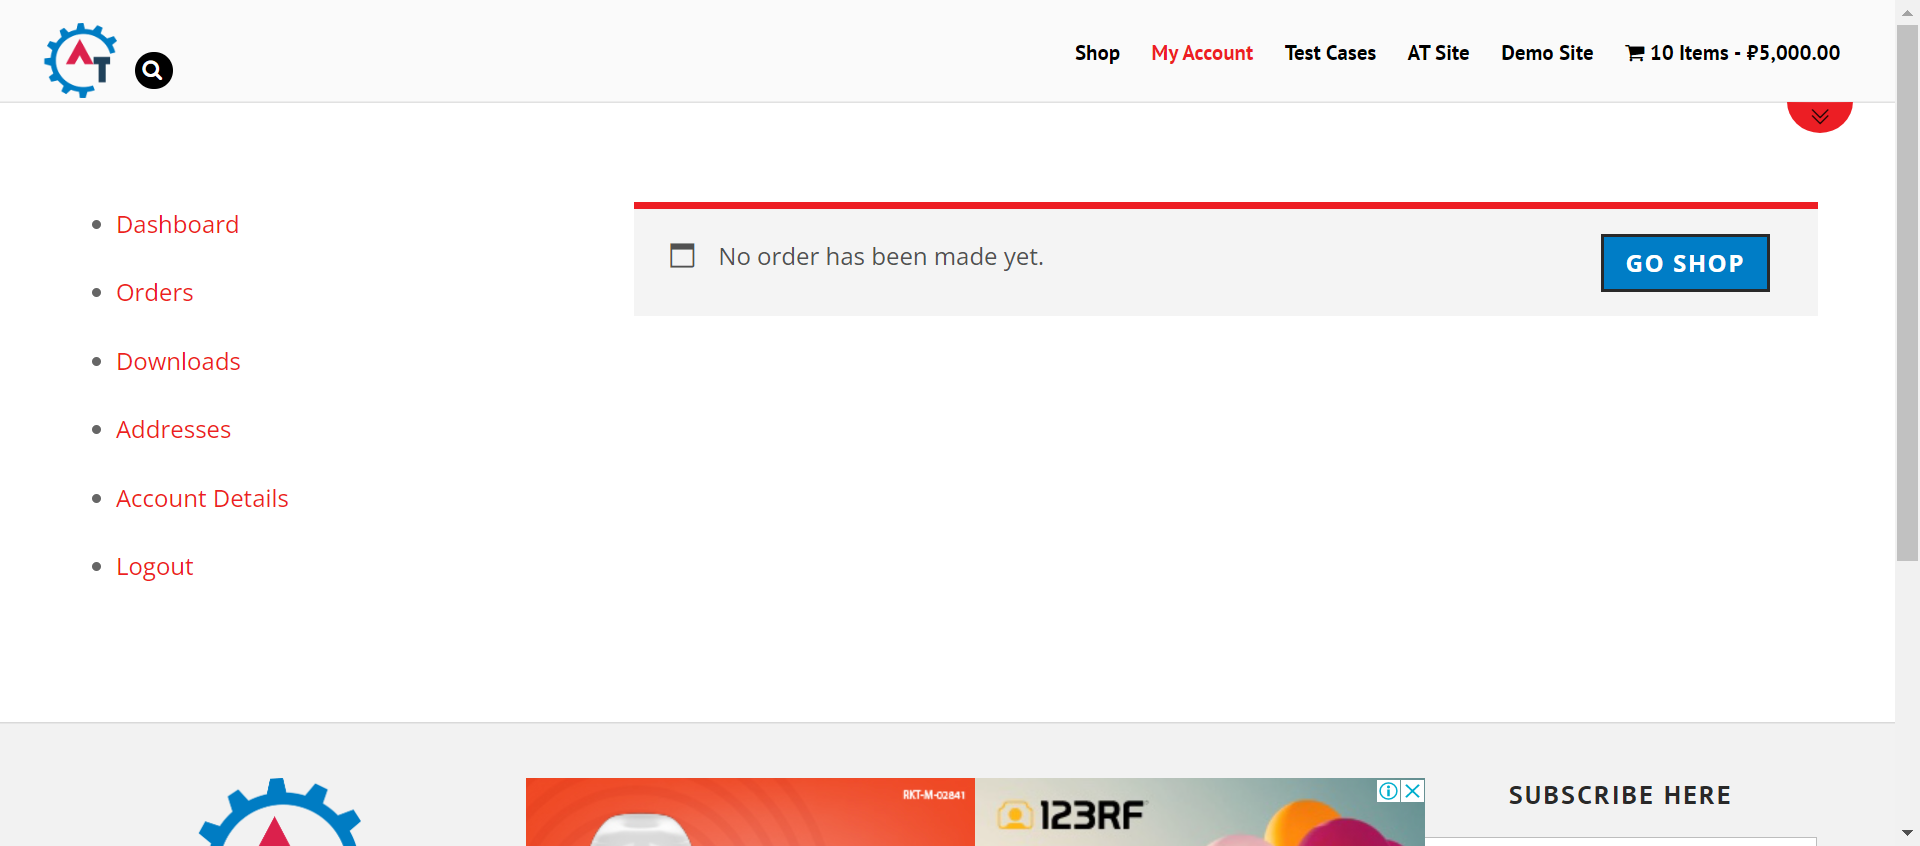 AT
Shop
My Account
Test Cases
AT Site
Demo Site
10 Items - ₽5,000.00
Dashboard
Orders
Downloads
Addresses
Account Details
Logout
No order has been made yet.
GO SHOP
RKT-M-02841
123RF
SUBSCRIBE HERE